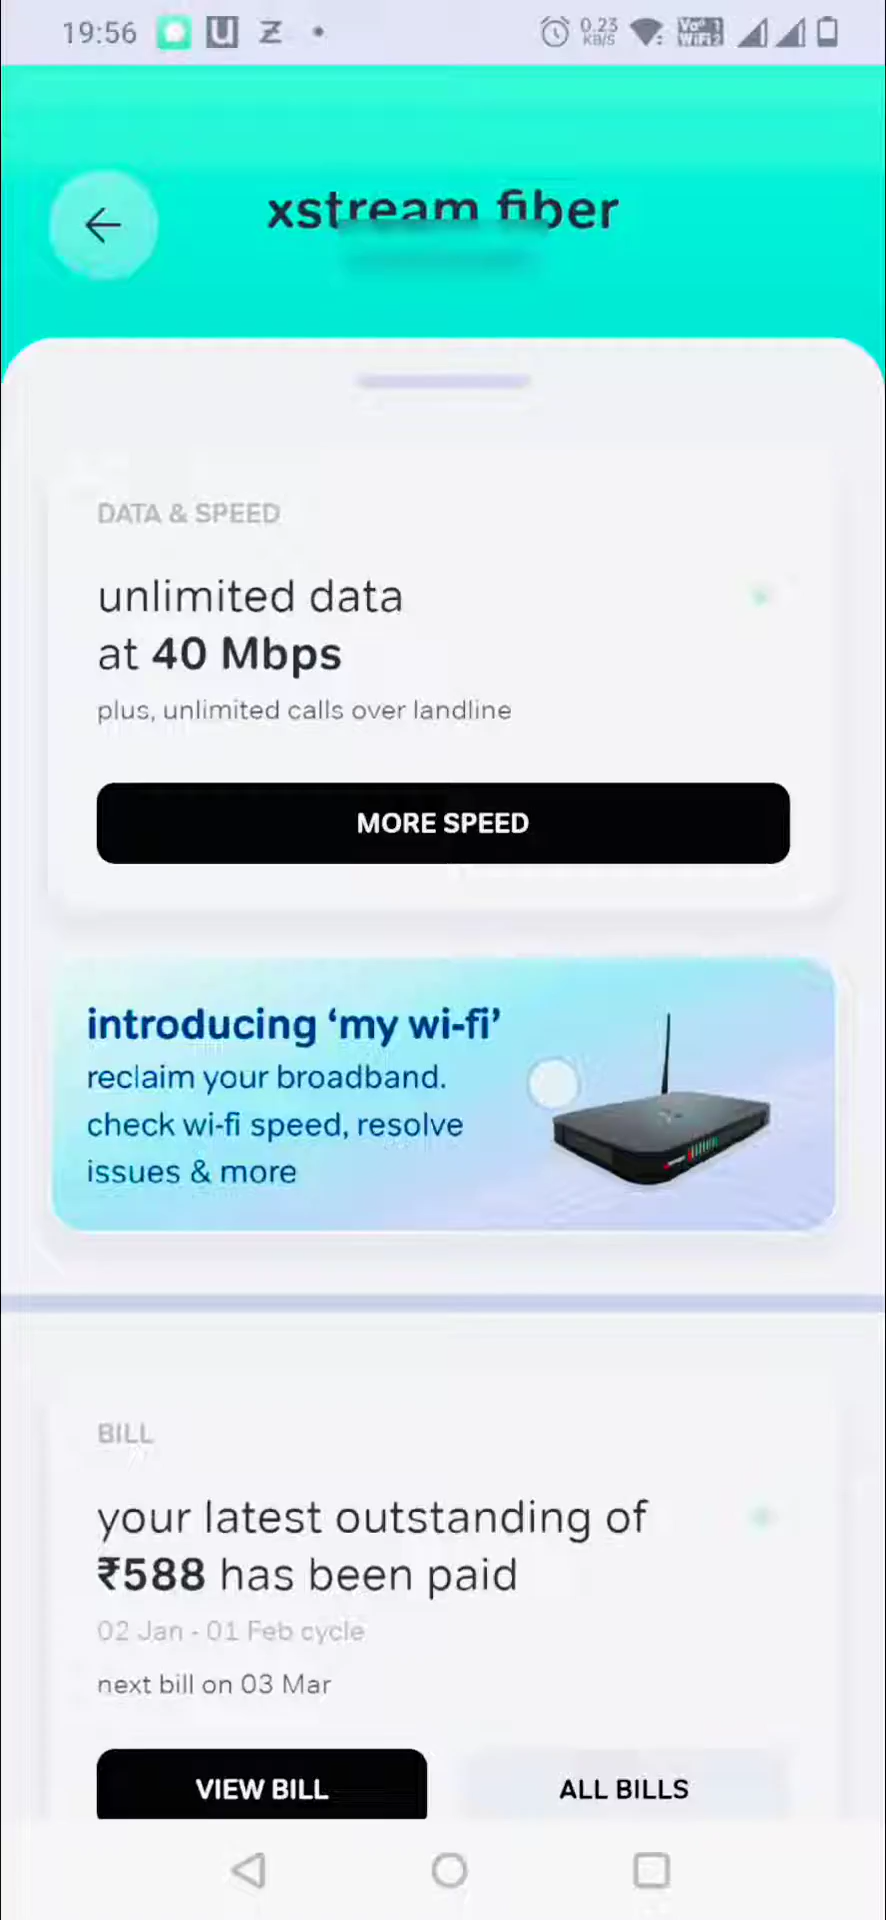 19:56
0.23
KB/S
xstream fiber
DATA & SPEED
unlimited data
at 40 Mbps
plus, unlimited calls over landline
MORE SPEED
introducing ‘my wi-fi’
reclaim your broadband.
check wi-fi speed, resolve
issues & more
BILL
your latest outstanding of
₹588 has been paid
02 Jan - 01 Feb cycle
next bill on 03 Mar
VIEW BILL
ALL BILLS